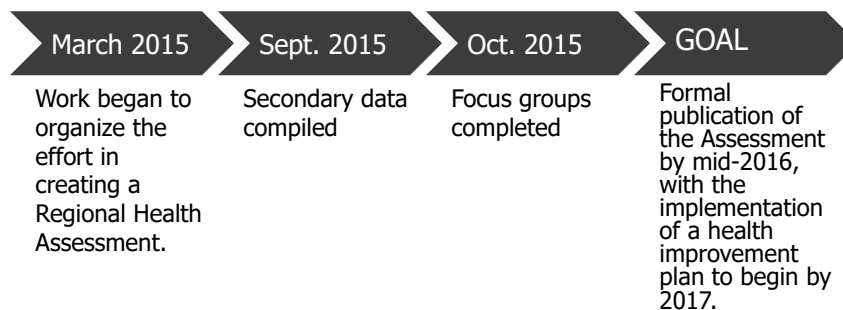 March 2015
Work began to
organize the
effort in
creating a
Regional Health
Assessment.
Sept. 2015
Secondary data
compiled
Oct. 2015
Focus groups
completed
GOAL
Formal
publication of
the Assessment
by mid-2016,
with the
implementation
of a health
improvement
plan to begin by
2017.